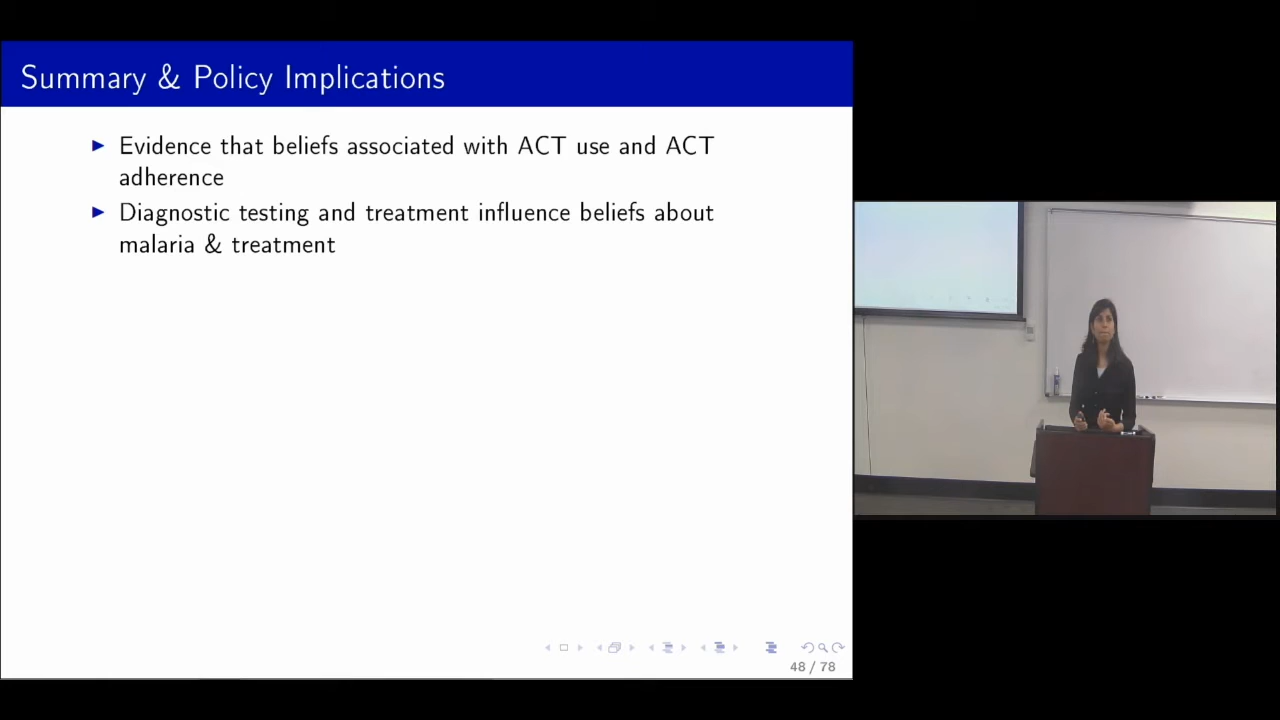 Summary & Policy Implications
Evidence that beliefs associated with ACT use and ACT
adherence
Diagnostic testing and treatment influence beliefs about
malaria & treatment
48 / 78